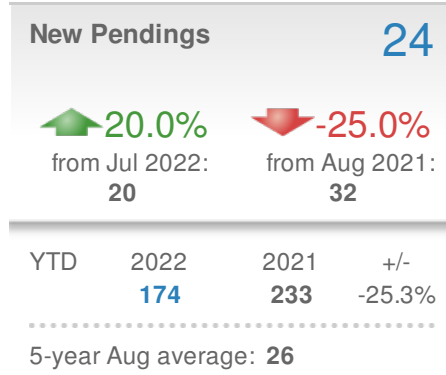 New Pendings 24
20.0% -25.0%
from Jul 2022: from Aug 2021:
20 32
YTD 2022 2021 +/-
174 233 -25.3%
5-year Aug average: 26